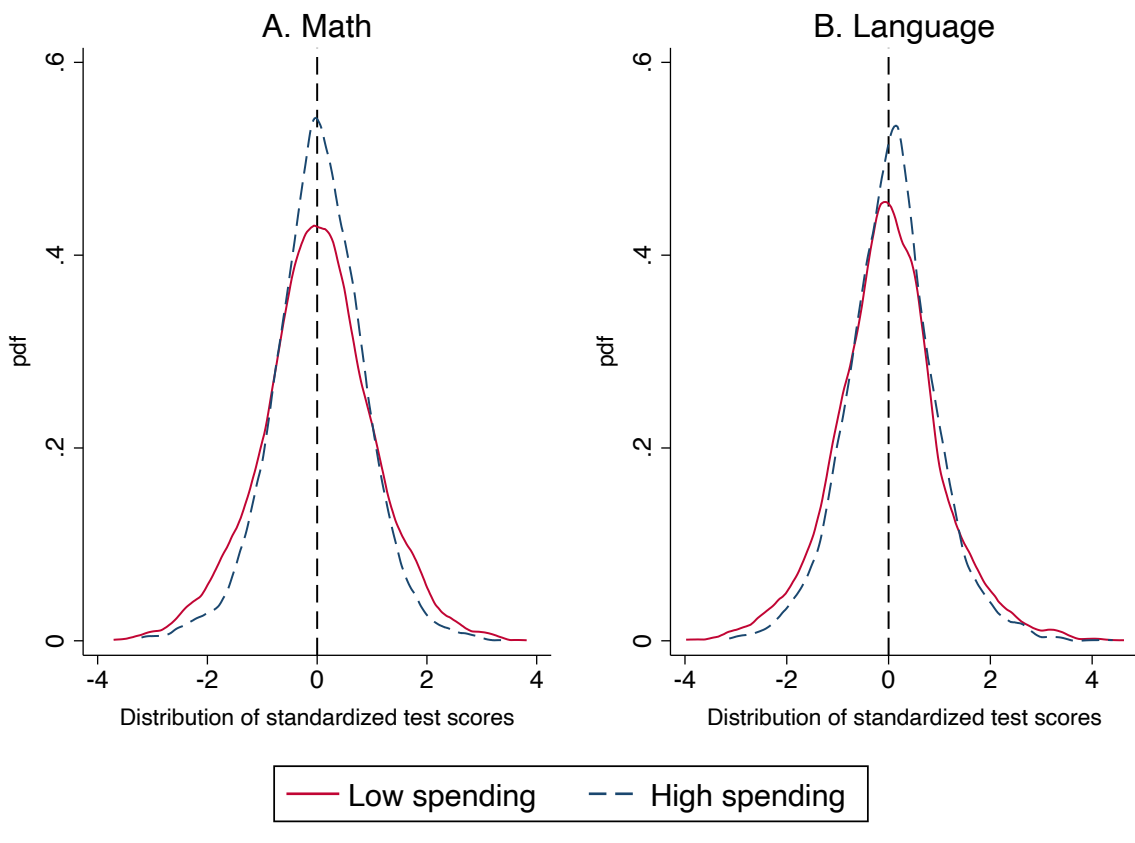 A. Math
.6
.4
.2
0
pdf
-4 -2 0 2 4
Distribution of standardized test scores
B. Language
.6
.4
.2
0
pdf
-4 -2 0 2 4
Distribution of standardized test scores
Low spending High spending